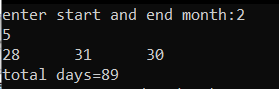 enter start and end month:2
5
28 31 30
total days=89